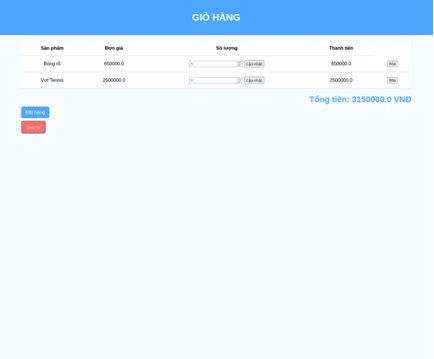 GIỎ HÀNG
Sản phẩm Đơn giá Số lượng Thành tiền
Bóng rổ 650000.0 1 Cập nhật 650000.0 Xóa
Vợt Tennis 2500000.0 1 Cập nhật 2500000.0 Xóa
Tổng tiền: 3150000.0 VNĐ
Đặt hàng
Quay lại